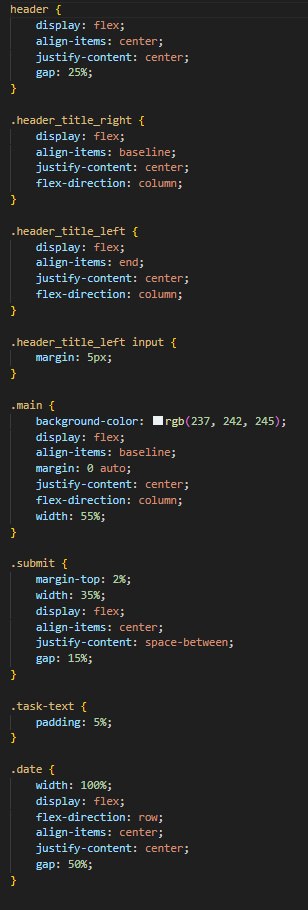 header {
    display: flex;
    align-items: center;
    justify-content: center;
    gap: 25%;
}

.header_title_right {
    display: flex;
    align-items: baseline;
    justify-content: center;
    flex-direction: column;
}

.header_title_left {
    display: flex;
    align-items: end;
    justify-content: center;
    flex-direction: column;
}

.header_title_left input {
    margin: 5px;
}

.main {
    background-color: rgb(237, 242, 245);
    display: flex;
    align-items: baseline;
    margin: 0 auto;
    justify-content: center;
    flex-direction: column;
    width: 55%;
}

.submit {
    margin-top: 2%;
    width: 35%;
    display: flex;
    align-items: center;
    justify-content: space-between;
    gap: 15%;
}

.task-text {
    padding: 5%;
}

.date {
    width: 100%;
    display: flex;
    flex-direction: row;
    align-items: center;
    justify-content: center;
    gap: 50%;
}